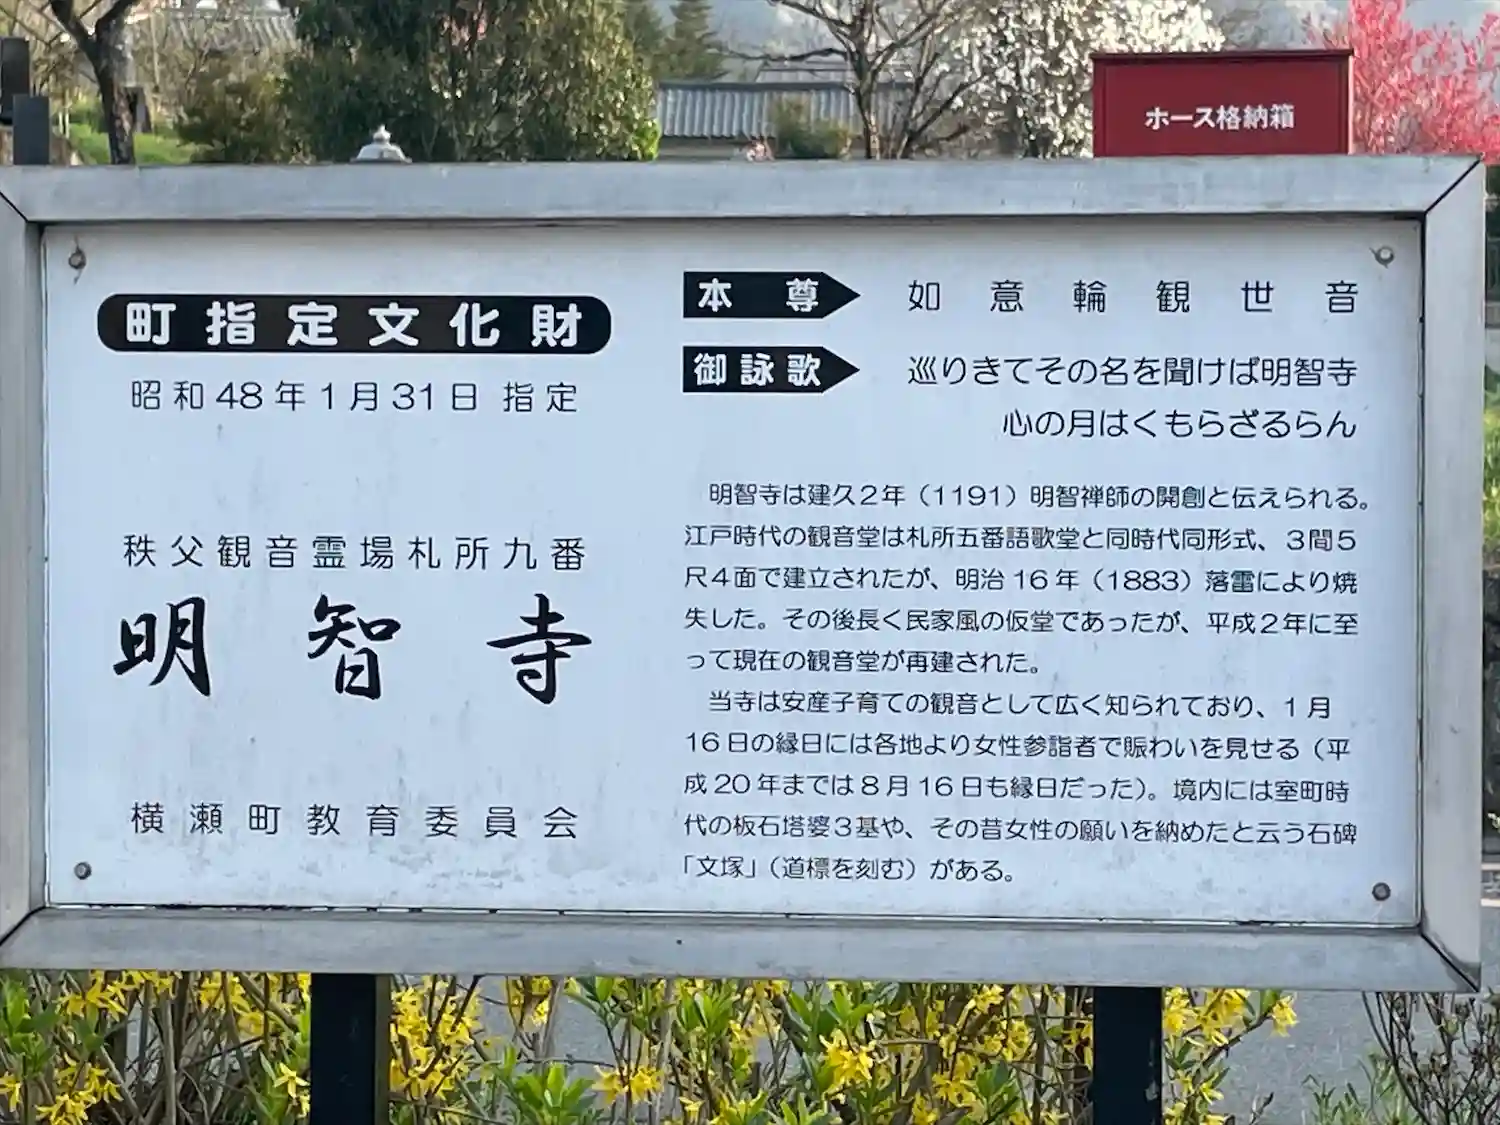 ホース格納箱
町指定文化財
昭和48年1月31日 指定
秩父観音霊場札所九番
明智寺
横瀬町教育委員会
本尊 如意輪観世音
御詠歌 巡りきてその名を聞けば明智寺
心の月はくもらざるらん
明智寺は建久2年（1191）明智禅師の開創と伝えられる。
江戸時代の観音堂は札所五番語歌堂と同時代同形式、3間5
尺4面で建立されたが、明治16年（1883）落雷により焼
失した。その後長く民家風の仮堂であったが、平成2年に至
って現在の観音堂が再建された。
当寺は安産子育ての観音として広く知られており、1月
16日の縁日には各地より女性参詣者で賑わいを見せる（平
成20年までは8月16日も縁日だった）。境内には室町時
代の板石塔婆3基や、その昔女性の願いを納めたと云う石碑
「文塚」（道標を刻む）がある。